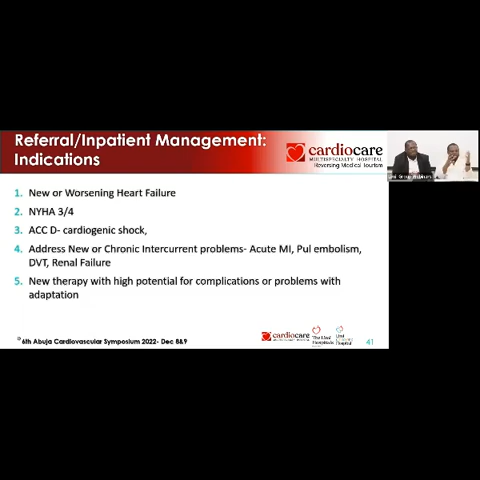 Referral/Inpatient Management:
Indications
cardiocare
MULTISPECIALTY HOSPITAL
Reversing Medical Tourism
1. New or Worsening Heart Failure
2. NYHA 3/4
3. ACC D- cardiogenic shock,
4. Address New or Chronic Intercurrent problems- Acute MI, Pul embolism,
DVT, Renal Failure
5. New therapy with high potential for complications or problems with
adaptation
6th Abuja Cardiovascular Symposium 2022- Dec 8&9
cardiocare
Hospital
41